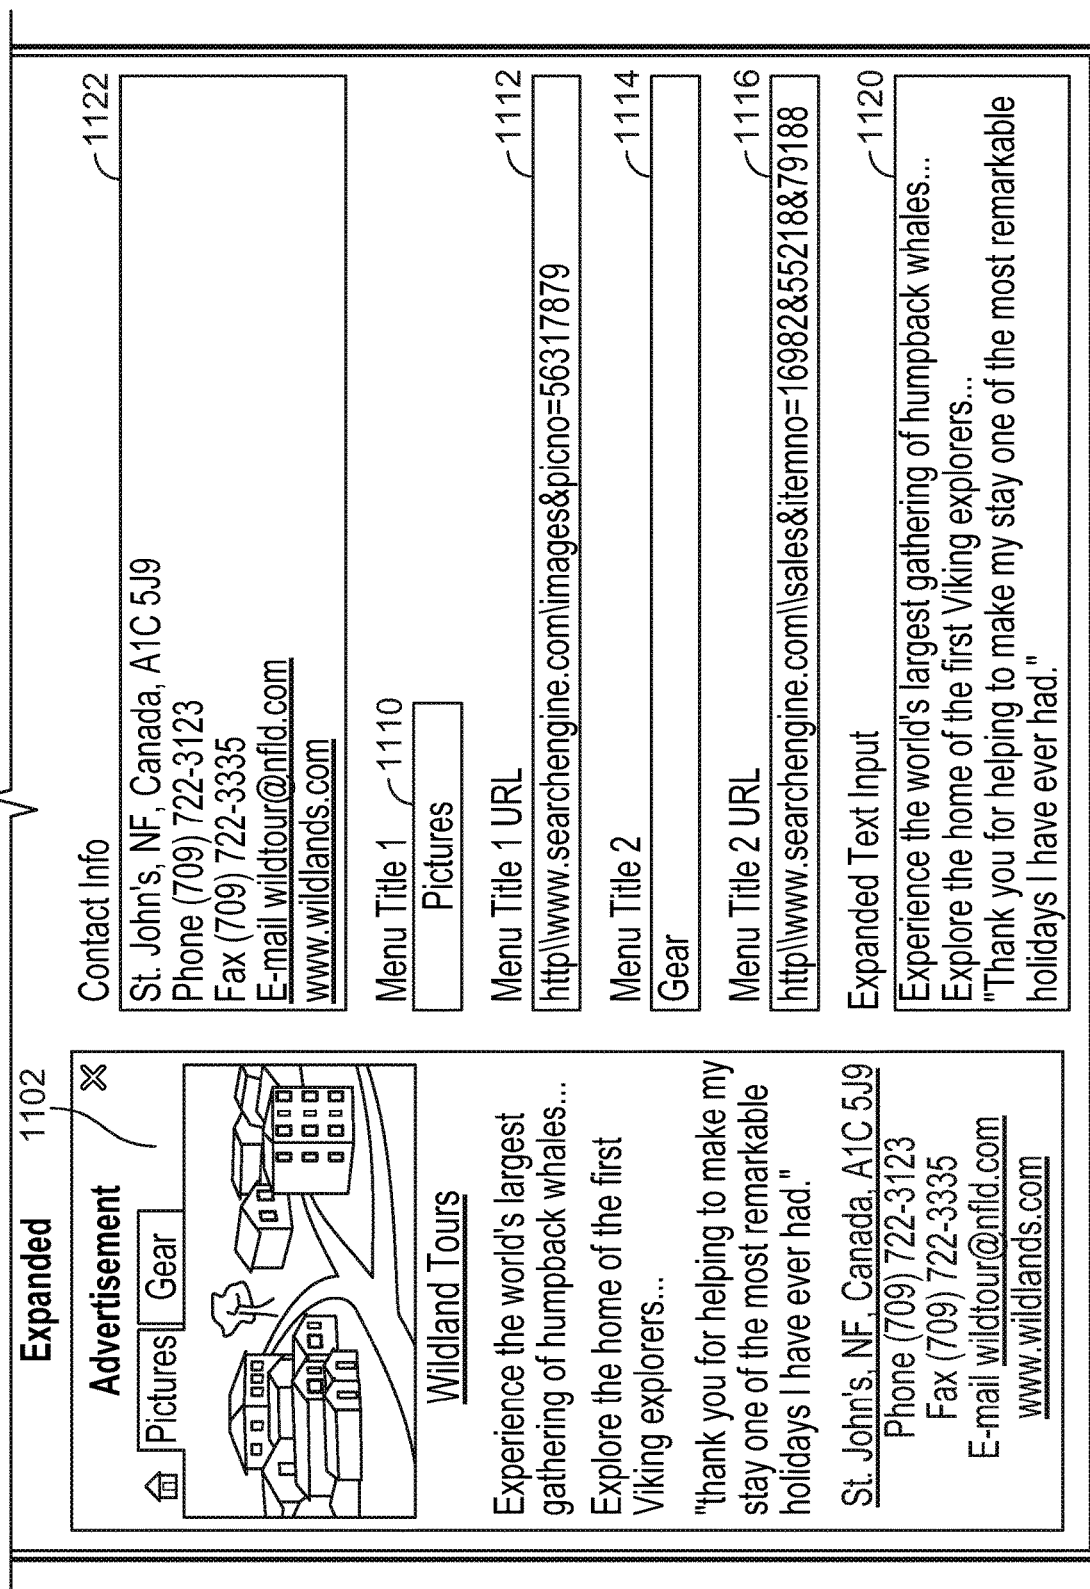 Expanded
1102
Advertisement
Pictures
Gear
Wildland Tours
Experience the world's largest
gathering of humpback whales...
Explore the home of the first
Viking explorers...
"thank you for helping to make my
stay one of the most remarkable
holidays I have ever had."
St. John's, NF, Canada, A1C 5J9
Phone (709) 722-3123
Fax (709) 722-3335
E-mail wildtour@nfld.com
www.wildlands.com
Contact Info
1122
St. John's, NF, Canada, A1C 5J9
Phone (709) 722-3123
Fax (709) 722-3335
E-mail wildtour@nfld.com
www.wildlands.com
Menu Title 1
1110
Pictures
Menu Title 1 URL
1112
http\\www.searchengine.com\images&picno=56317879
Menu Title 2
1114
Gear
Menu Title 2 URL
1116
http\\www.searchengine.com\\sales&itemno=16982&55218&79188
Expanded Text Input
1120
Experience the world's largest gathering of humpback whales...
Explore the home of the first Viking explorers...
"Thank you for helping to make my stay one of the most remarkable
holidays I have ever had."